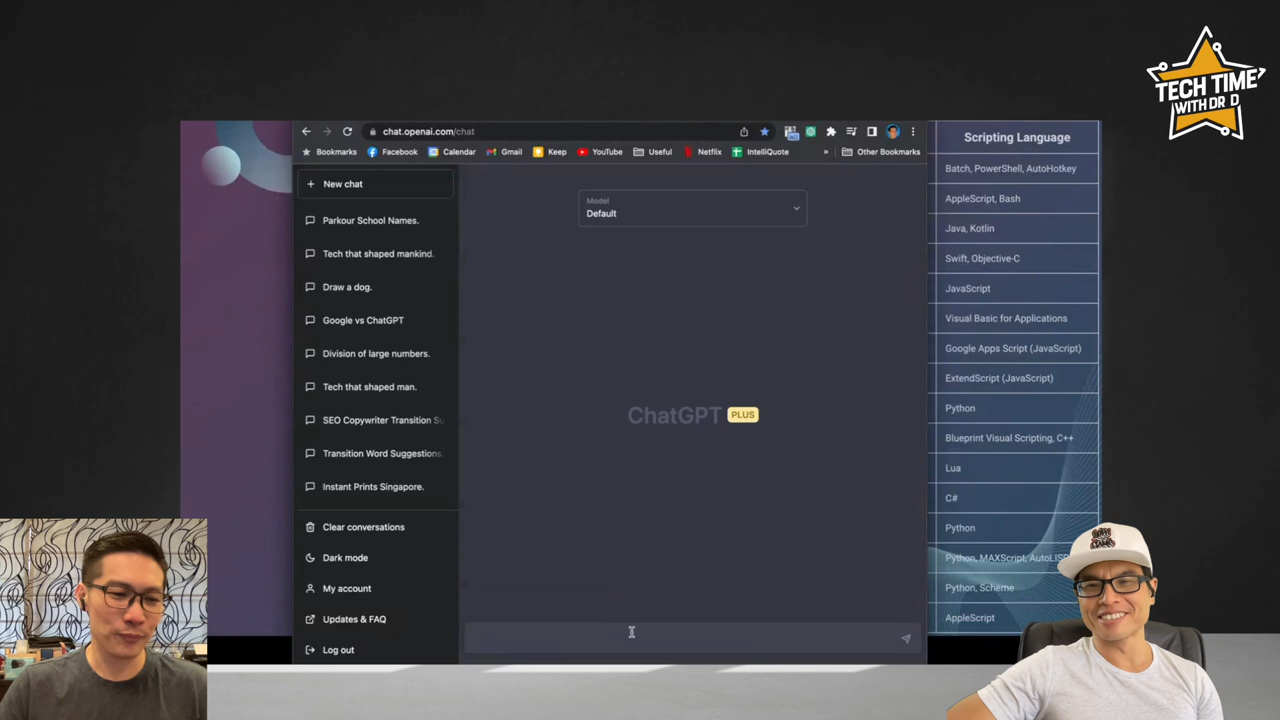 TECH TIME
WITH DR D
chat.openai.com/chat
Bookmarks
Facebook
Calendar
Gmail
Keep
YouTube
Useful
Netflix
IntelliQuote
»
Other Bookmarks
+ New chat
Parkour School Names.
Tech that shaped mankind.
Draw a dog.
Google vs ChatGPT
Division of large numbers.
Tech that shaped man.
SEO Copywriter Transition Su
Transition Word Suggestions.
Instant Prints Singapore.
Clear conversations
Dark mode
My account
Updates & FAQ
Log out
Model
Default
ChatGPT PLUS
Scripting Language
Batch, PowerShell, AutoHotkey
AppleScript, Bash
Java, Kotlin
Swift, Objective-C
JavaScript
Visual Basic for Applications
Google Apps Script (JavaScript)
ExtendScript (JavaScript)
Python
Blueprint Visual Scripting, C++
Lua
C#
Python
Python, MAXScript, AutoLISP
Python, Scheme
AppleScript